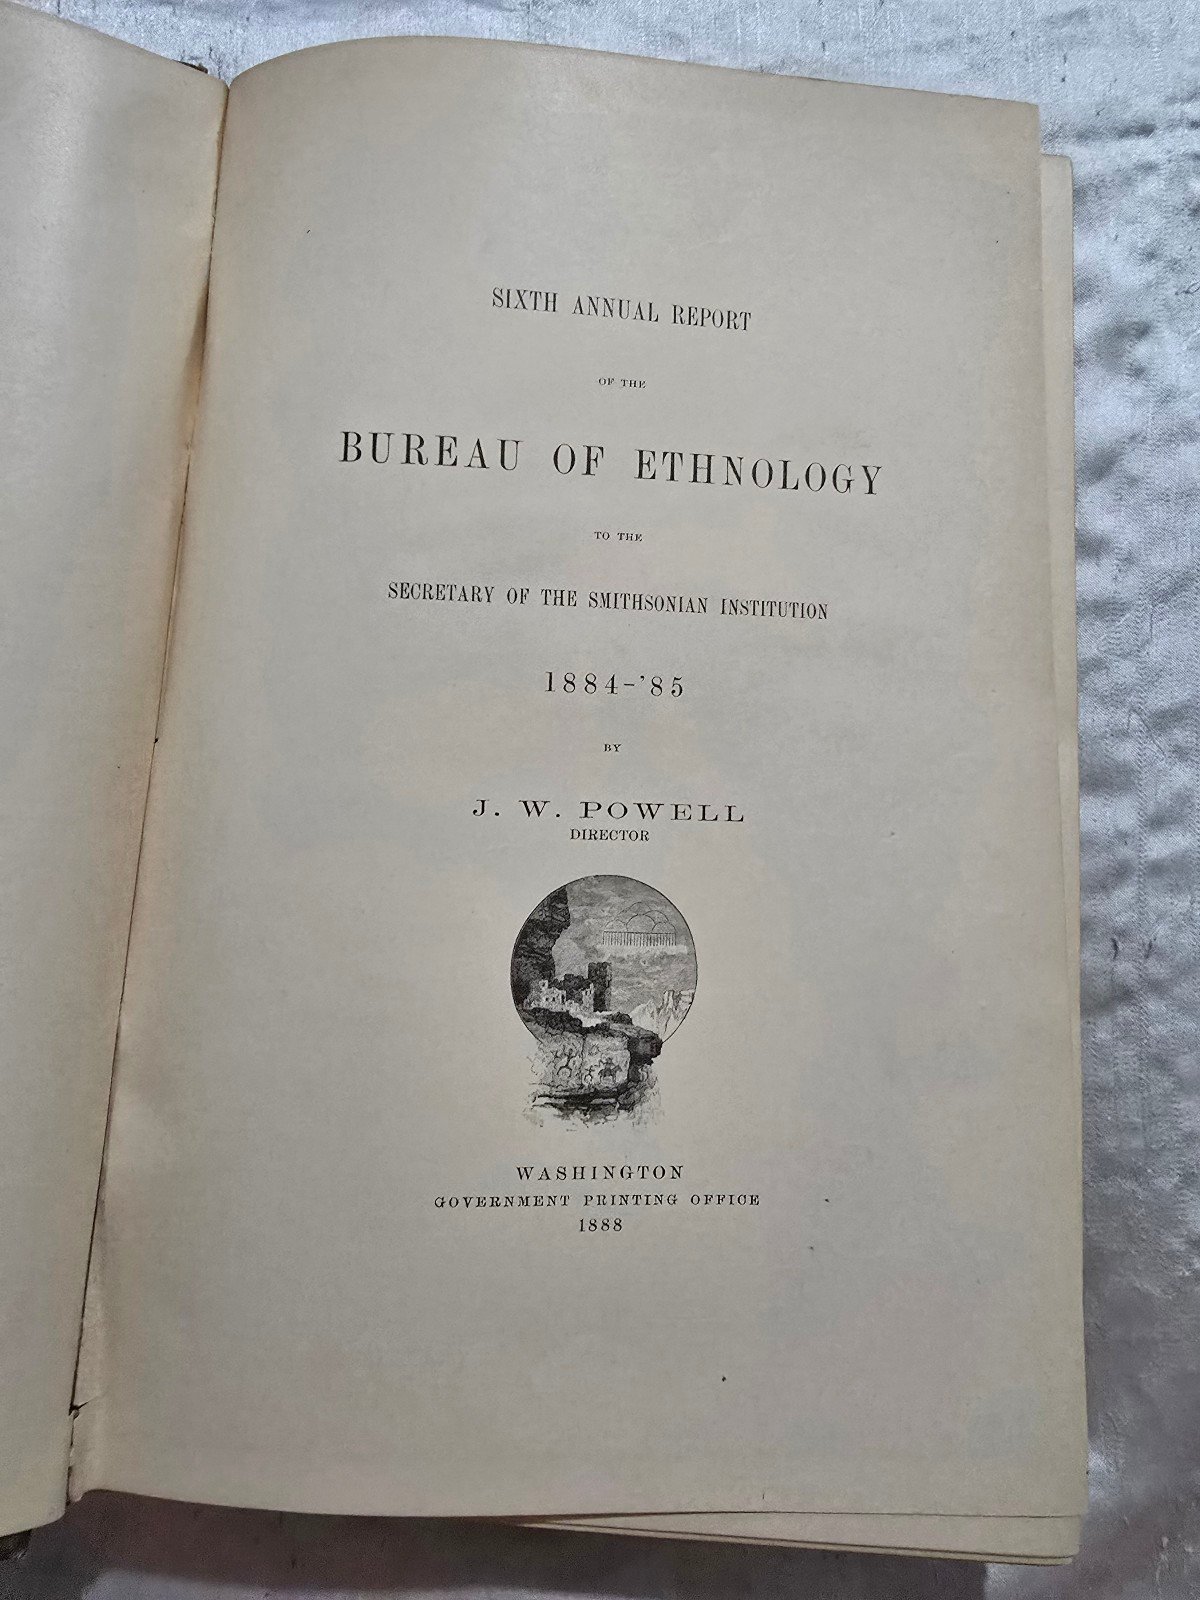 SIXTH ANNUAL REPORT
OF THE
BUREAU OF ETHNOLOGY
TO THE
SECRETARY OF THE SMITHSONIAN INSTITUTION
1884-'85
BY
J. W. POWELL
DIRECTOR
WASHINGTON
GOVERNMENT PRINTING OFFICE
1888